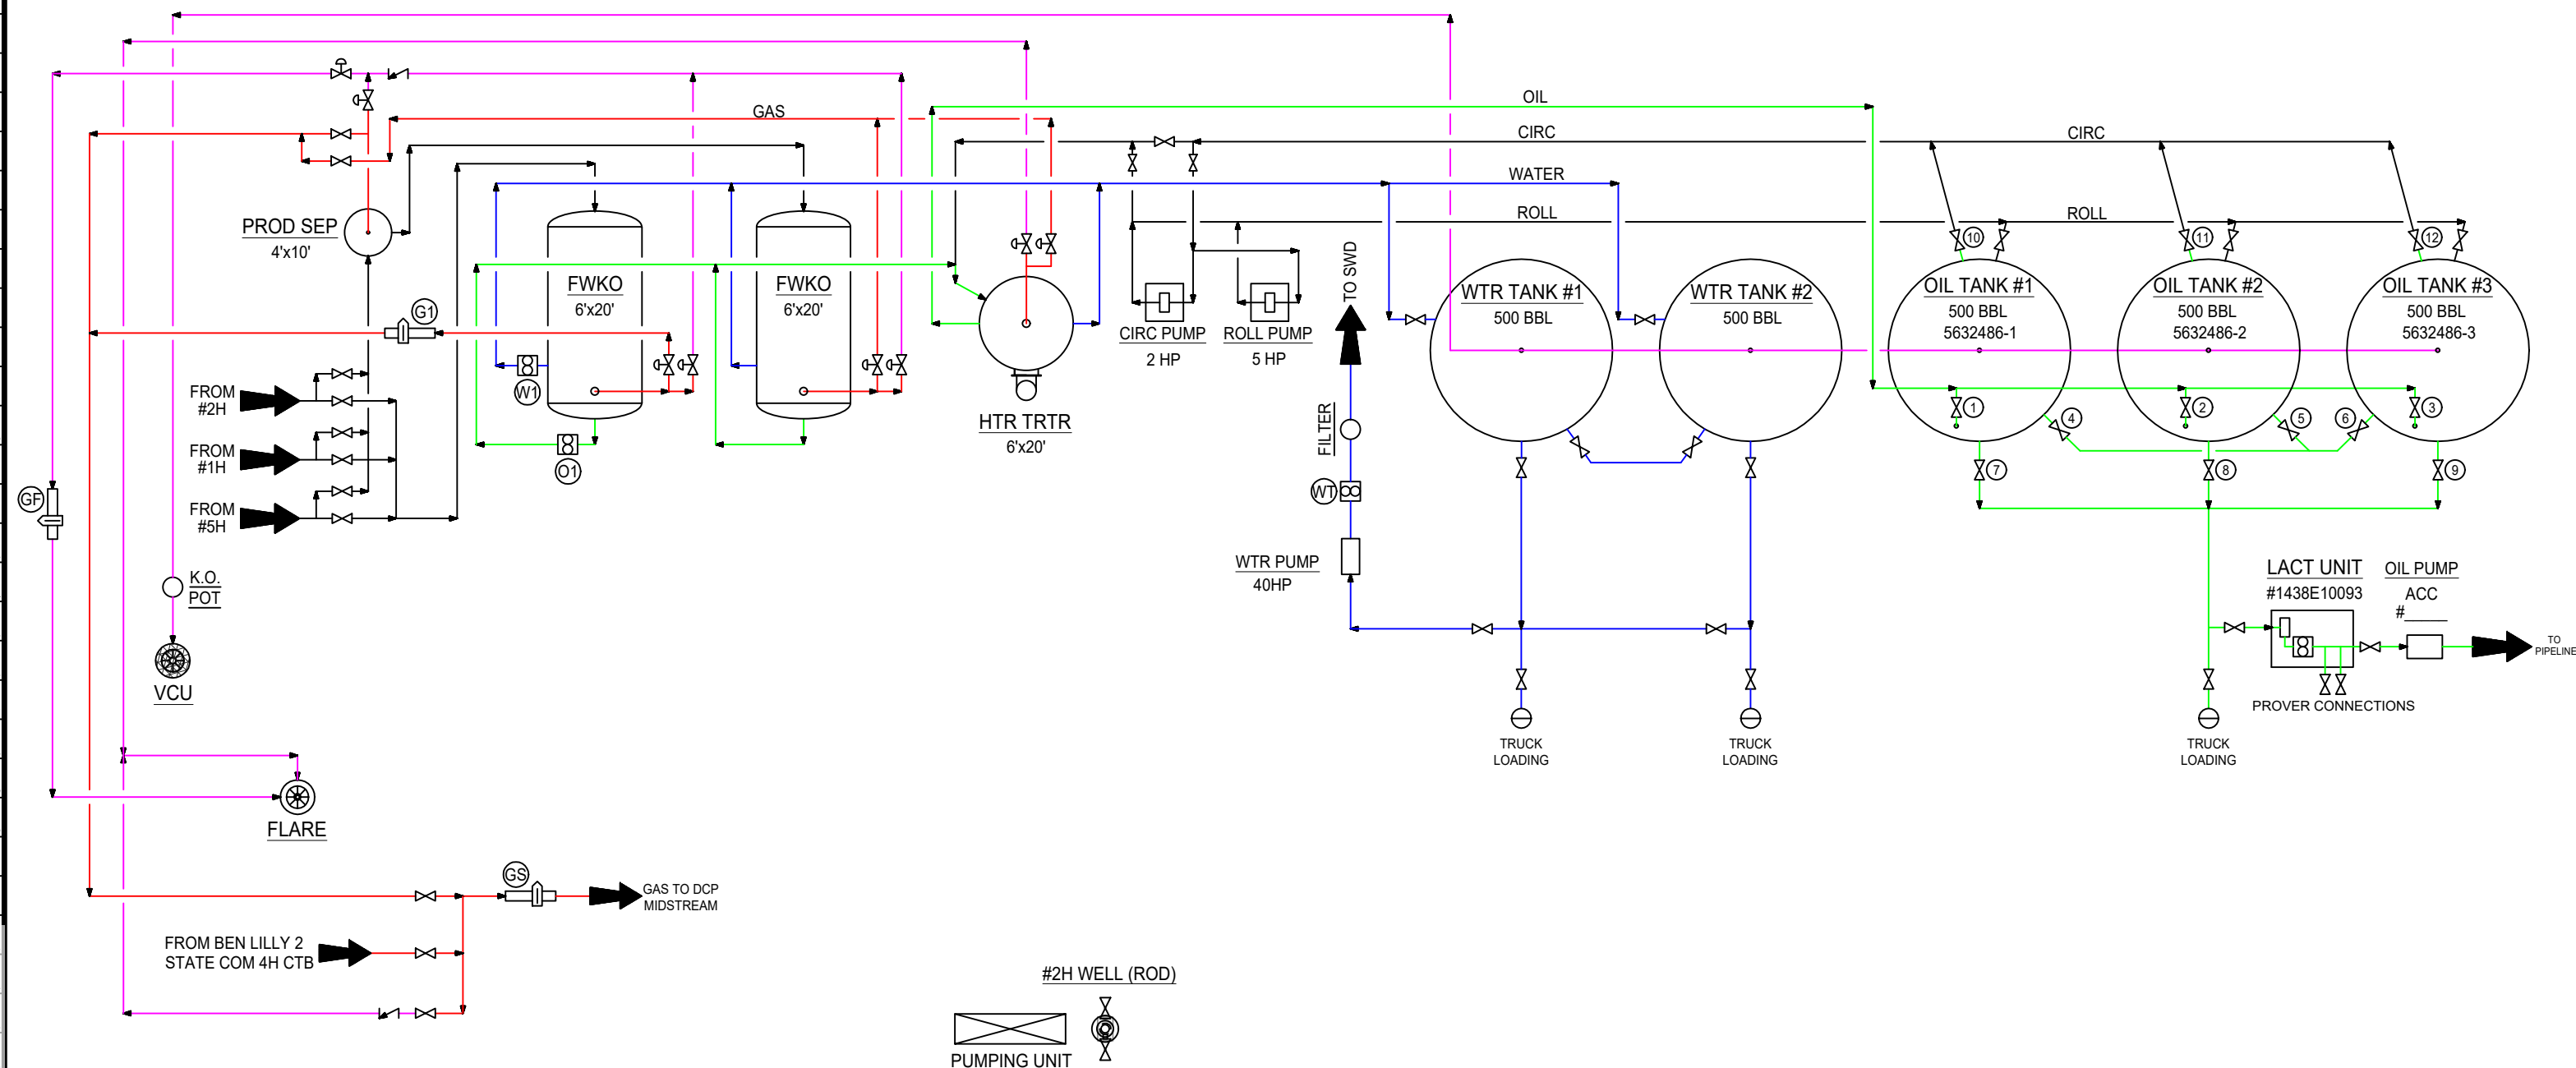 GAS
OIL
CIRC
CIRC
WATER
ROLL
ROLL
PROD SEP
4'x10'
FWKO
6'x20'
FWKO
6'x20'
HTR TRTR
6'x20'
CIRC PUMP
2 HP
ROLL PUMP
5 HP
TO SWD
FILTER
WT
WTR PUMP
40HP
WTR TANK #1
500 BBL
WTR TANK #2
500 BBL
OIL TANK #1
500 BBL
5632486-1
OIL TANK #2
500 BBL
5632486-2
OIL TANK #3
500 BBL
5632486-3
10
11
12
1
2
3
4
5
6
7
8
9
G1
W1
O1
FROM
#2H
FROM
#1H
FROM
#5H
GF
K.O.
POT
VCU
FLARE
LACT UNIT
#1438E10093
OIL PUMP
ACC
#_____
TO
PIPELINE
PROVER CONNECTIONS
TRUCK
LOADING
TRUCK
LOADING
TRUCK
LOADING
GS
GAS TO DCP
MIDSTREAM
FROM BEN LILLY 2
STATE COM 4H CTB
#2H WELL (ROD)
PUMPING UNIT